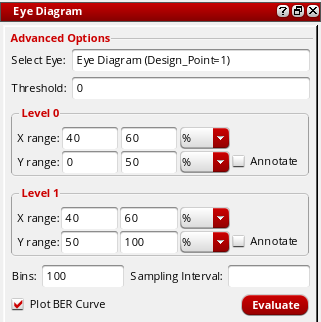 Eye Diagram
Advanced Options
Select Eye: Eye Diagram (Design_Point=1)
Threshold: 0
Level 0
X range: 40 60 %
Y range: 0 50 % Annotate
Level 1
X range: 40 60 %
Y range: 50 100 % Annotate
Bins: 100 Sampling Interval:
Plot BER Curve Evaluate